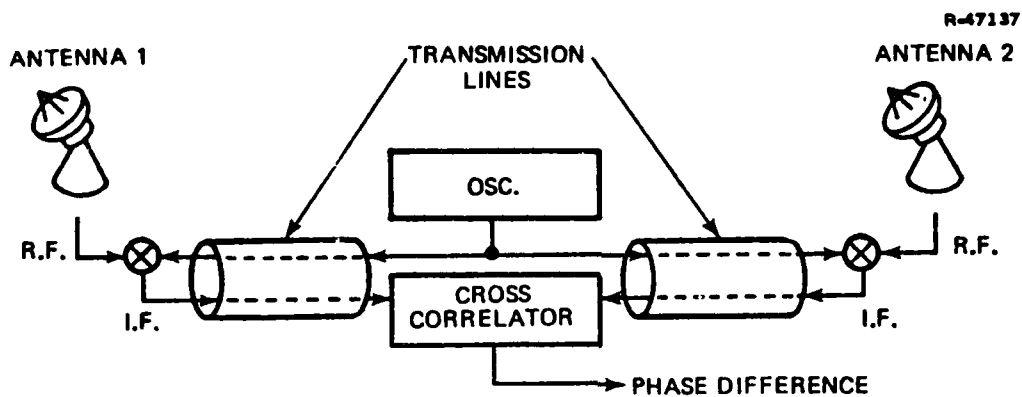 R-47137
ANTENNA 1
TRANSMISSION
LINES
ANTENNA 2
OSC.
R.F.
R.F.
CROSS
CORRELATOR
I.F.
I.F.
PHASE DIFFERENCE